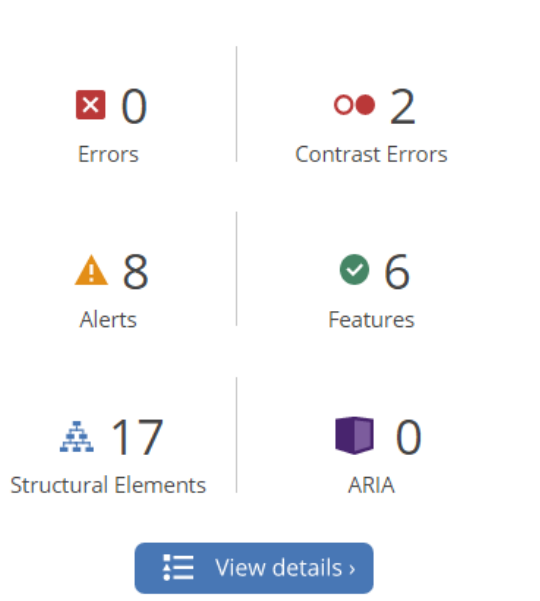 0
Errors
2
Contrast Errors
8
Alerts
6
Features
17
Structural Elements
0
ARIA
View details ›